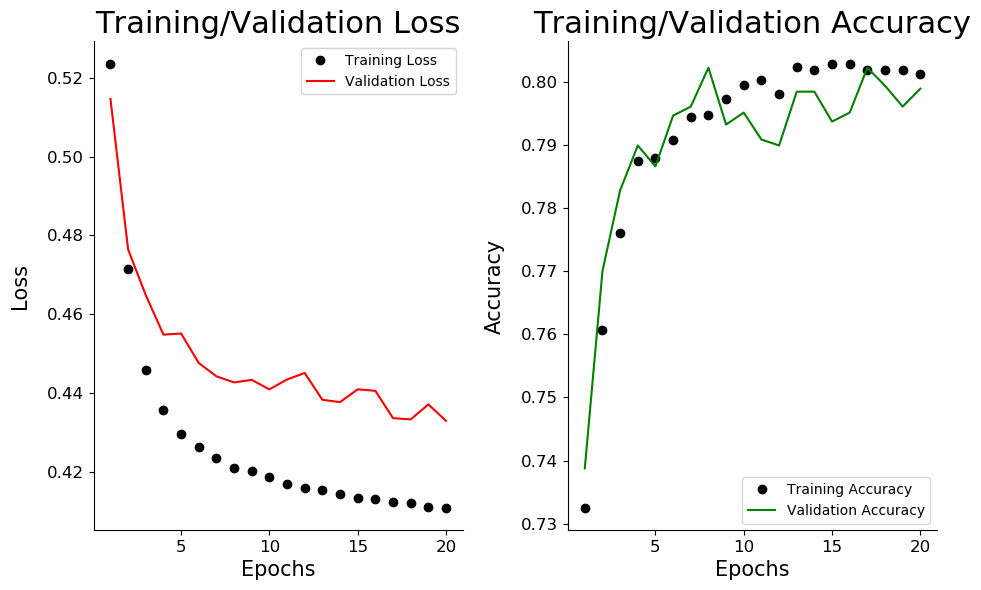 Training/Validation Loss
Training Loss
Validation Loss
0.52
0.50
0.48
0.46
0.44
0.42
Loss
5
10
15
20
Epochs
Training/Validation Accuracy
0.80
0.79
0.78
0.77
0.76
0.75
0.74
0.73
Accuracy
Training Accuracy
Validation Accuracy
5
10
15
20
Epochs